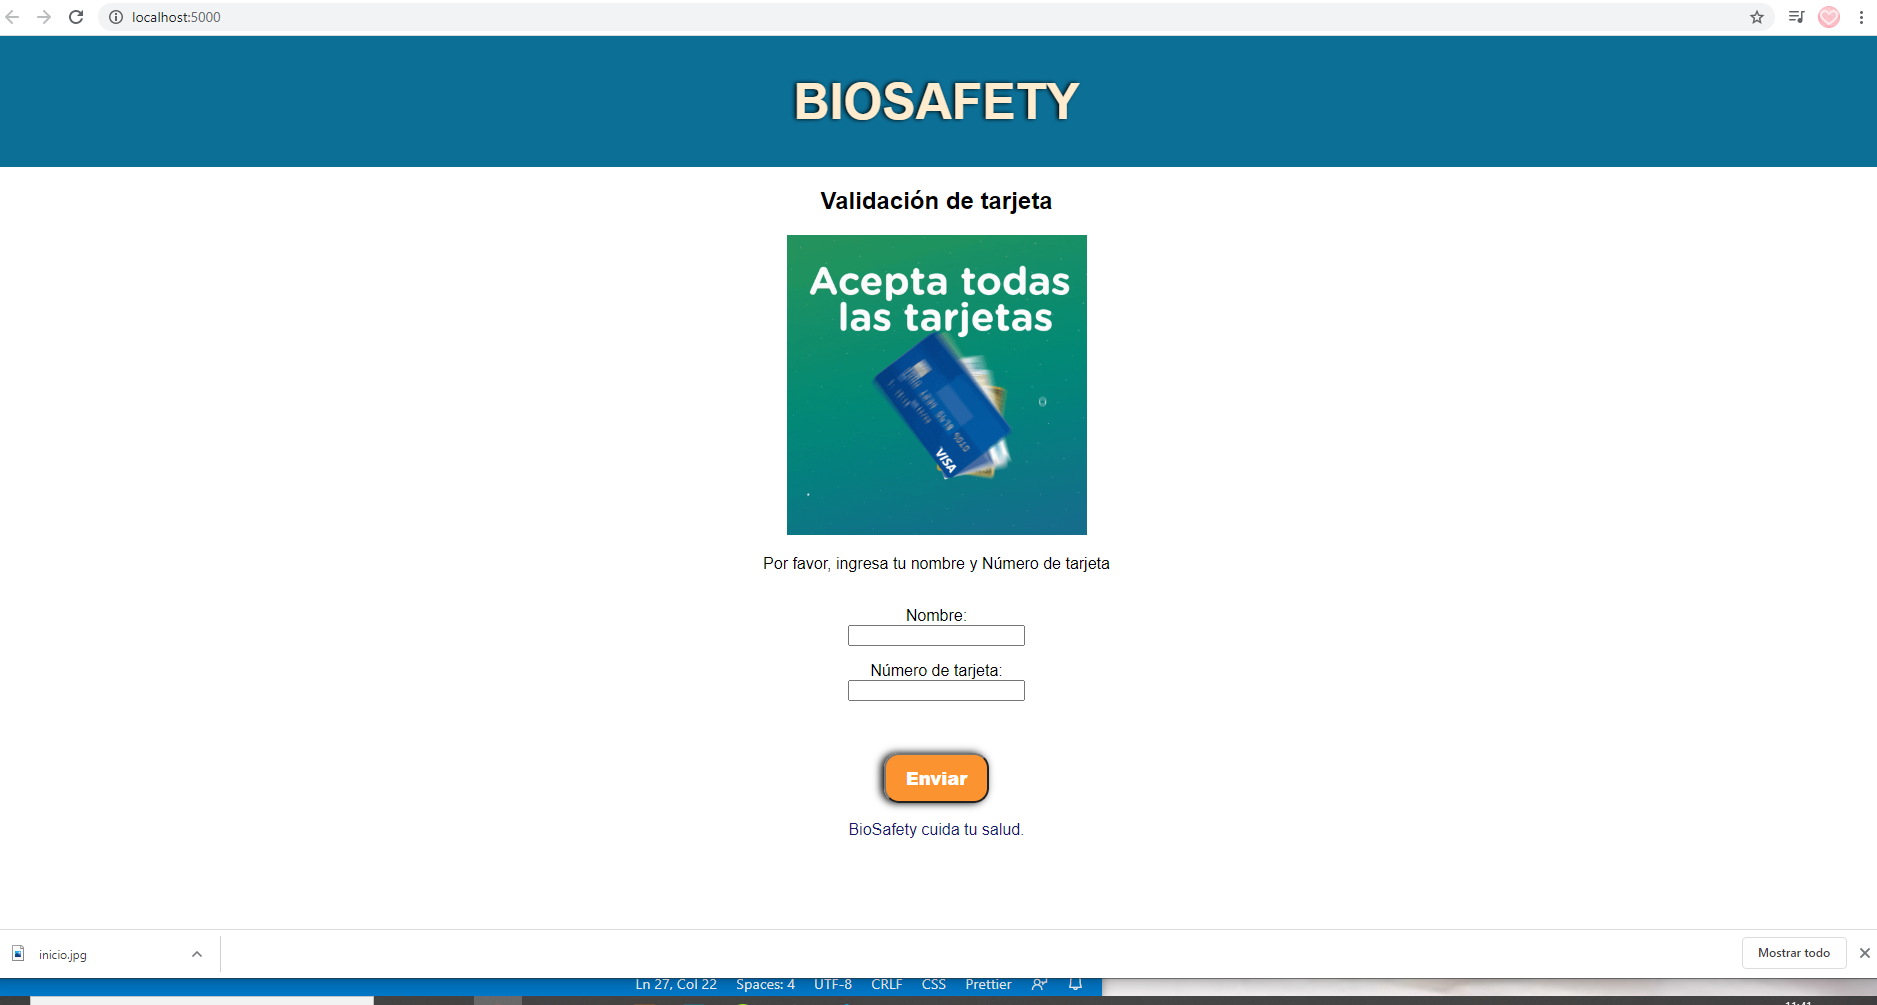 localhost:5000
BIOSAFETY
Validación de tarjeta
Acepta todas
las tarjetas
VISA
Por favor, ingresa tu nombre y Número de tarjeta
Nombre:
Número de tarjeta:
Enviar
BioSafety cuida tu salud.
inicio.jpg
Mostrar todo
Ln 27, Col 22 Spaces: 4 UTF-8 CRLF CSS Prettier